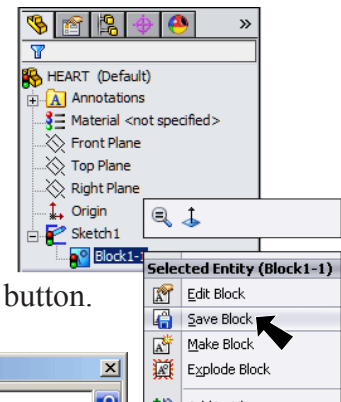 »
HEART (Default)
A Annotations
Material <not specified>
Front Plane
Top Plane
Right Plane
Origin
Sketch1
Block1-1
Selected Entity (Block1-1)
Edit Block
button.
Save Block
Make Block
Explode Block